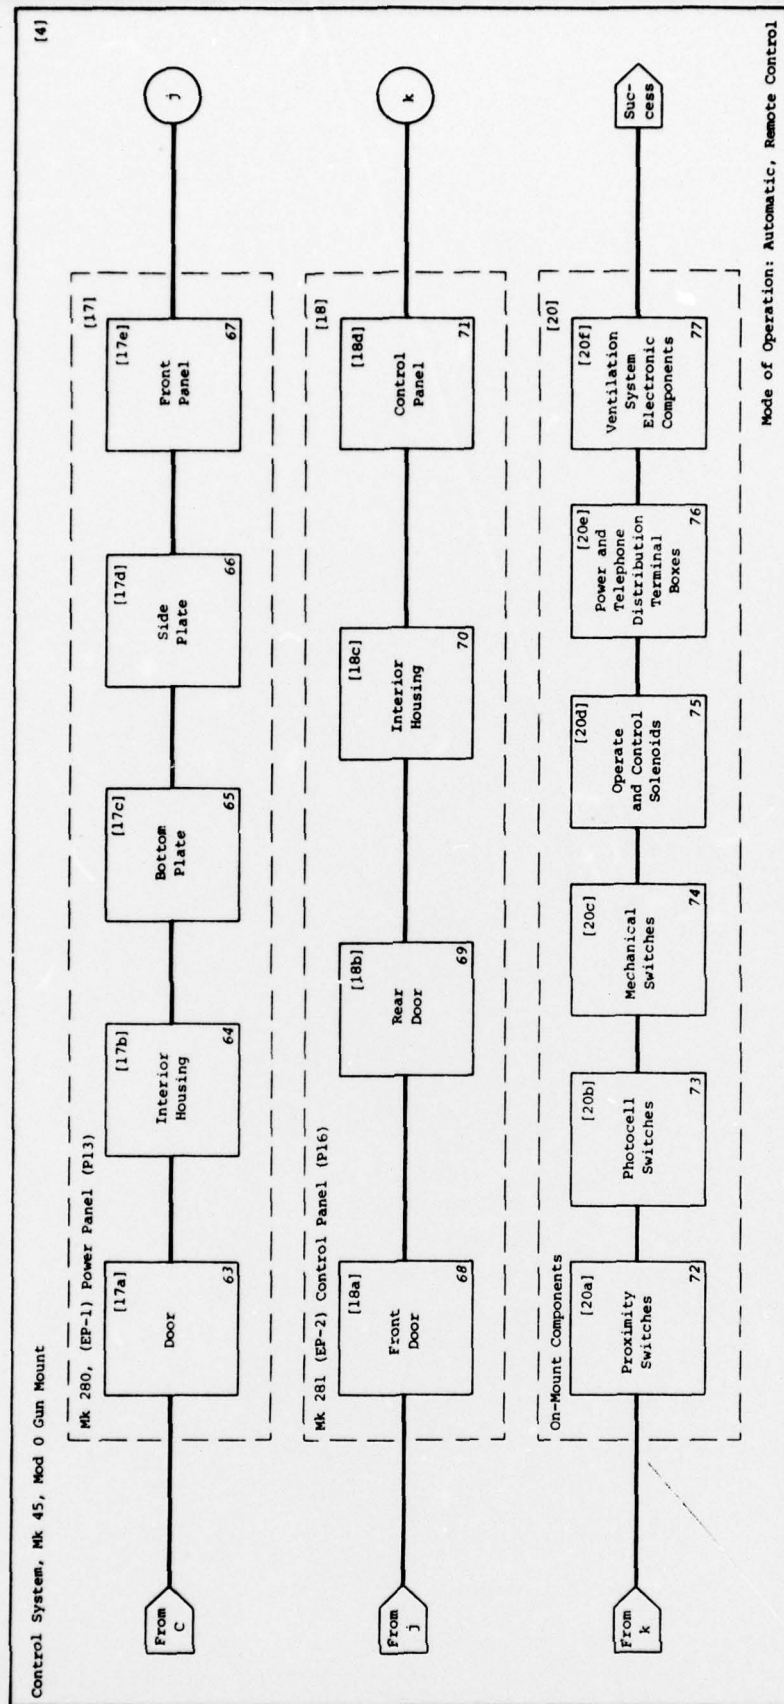 Control System, Mk 45, Mod 0 Gun Mount
[4]
Mk 280, (EP-1) Power Panel (P13)
[17]
From
C
[17a]
Door
63
[17b]
Interior
Housing
64
[17c]
Bottom
Plate
65
[17d]
Side
Plate
66
[17e]
Front
Panel
67
j
Mk 281 (EP-2) Control Panel (P16)
[18]
From
j
[18a]
Front
Door
68
[18b]
Rear
Door
69
[18c]
Interior
Housing
70
[18d]
Control
Panel
71
k
On-Mount Components
[20]
From
k
[20a]
Proximity
Switches
72
[20b]
Photocell
Switches
73
[20c]
Mechanical
Switches
74
[20d]
Operate
and Control
Solenoids
75
[20e]
Power and
Telephone
Distribution
Terminal
Boxes
76
[20f]
Ventilation
System
Electronic
Components
77
Suc-
cess
Mode of Operation: Automatic, Remote Control